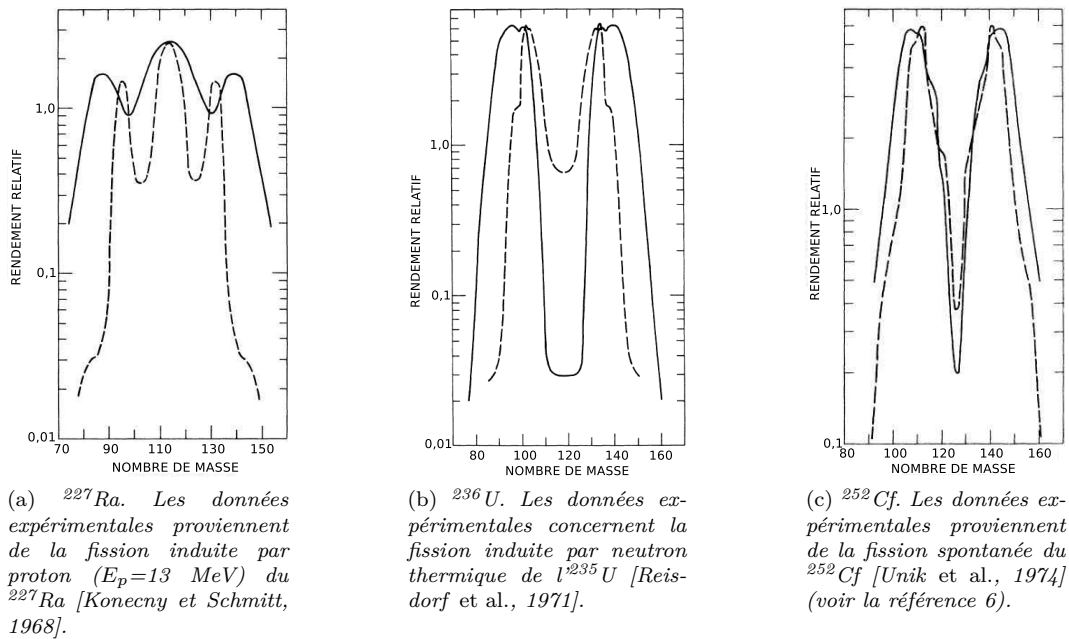 RENDEMENT RELATIF
1,0
0,1
0,01
70
90
110
130
150
NOMBRE DE MASSE
(a) ²²⁷Ra. Les données
expérimentales proviennent
de la fission induite par
proton (Eₚ=13 MeV) du
²²⁷Ra [Konecny et Schmitt,
1968].
RENDEMENT RELATIF
1,0
0,1
0,01
80
100
120
140
160
NOMBRE DE MASSE
(b) ²³⁶U. Les données ex-
périmentales concernent la
fission induite par neutron
thermique de l'²³⁵U [Reis-
dorf et al., 1971].
RENDEMENT RELATIF
1,0
0,1
80
100
120
140
160
NOMBRE DE MASSE
(c) ²⁵²Cf. Les données ex-
périmentales proviennent
de la fission spontanée du
²⁵²Cf [Unik et al., 1974]
(voir la référence 6).